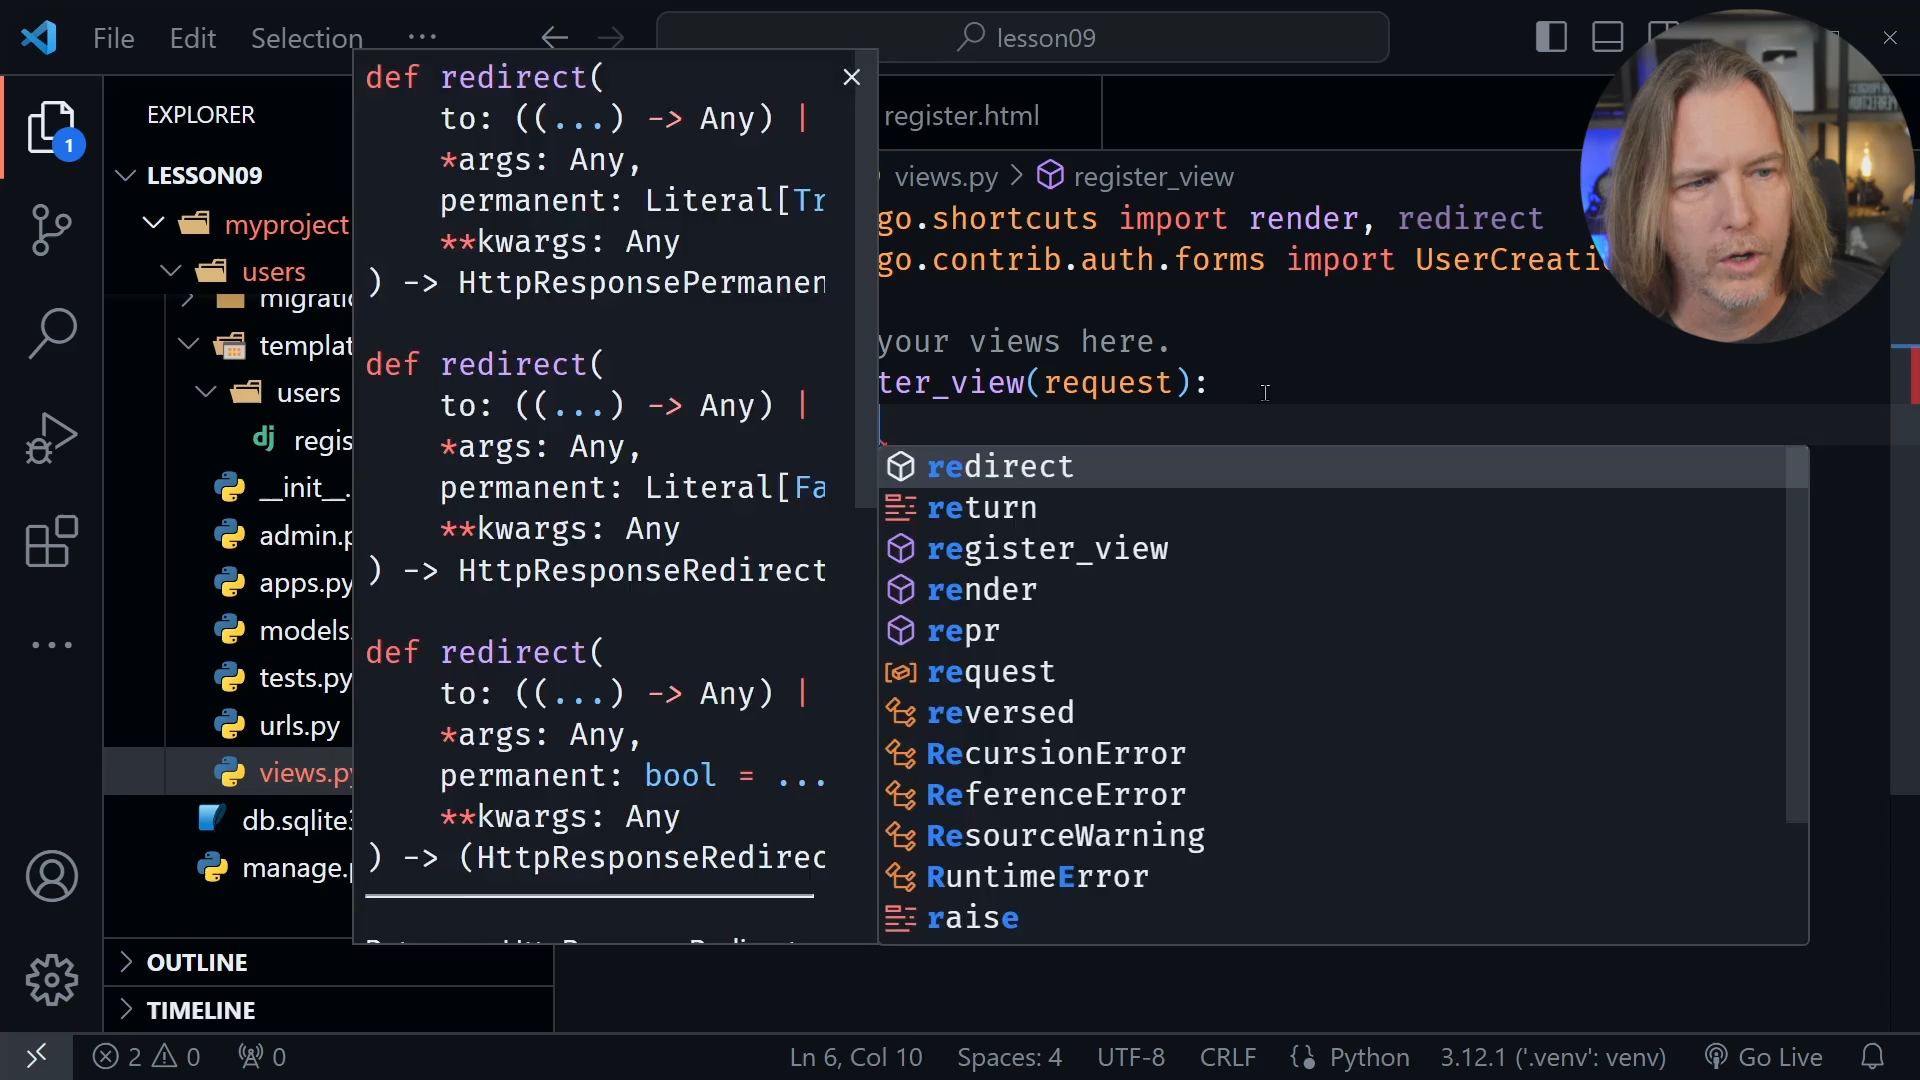 File Edit Selection ···
lesson09
EXPLORER
LESSON09
myproject
users
templat
users
dj regis
__init__.
admin.p
apps.py
models.
tests.py
urls.py
views.py
db.sqlite3
manage.p
OUTLINE
TIMELINE
1
def redirect(
to: ((...) -> Any) |
*args: Any,
permanent: Literal[Tr
**kwargs: Any
) -> HttpResponsePermanen
def redirect(
to: ((...) -> Any) |
*args: Any,
permanent: Literal[Fa
**kwargs: Any
) -> HttpResponseRedirect
def redirect(
to: ((...) -> Any) |
*args: Any,
permanent: bool = ...
**kwargs: Any
) -> (HttpResponseRedirec
register.html
views.py > register_view
go.shortcuts import render, redirect
go.contrib.auth.forms import UserCreati
your views here.
ter_view(request):
redirect
return
register_view
render
repr
request
reversed
RecursionError
ReferenceError
ResourceWarning
RuntimeError
raise
2 0 0
Ln 6, Col 10 Spaces: 4 UTF-8 CRLF Python 3.12.1 ('.venv': venv) Go Live